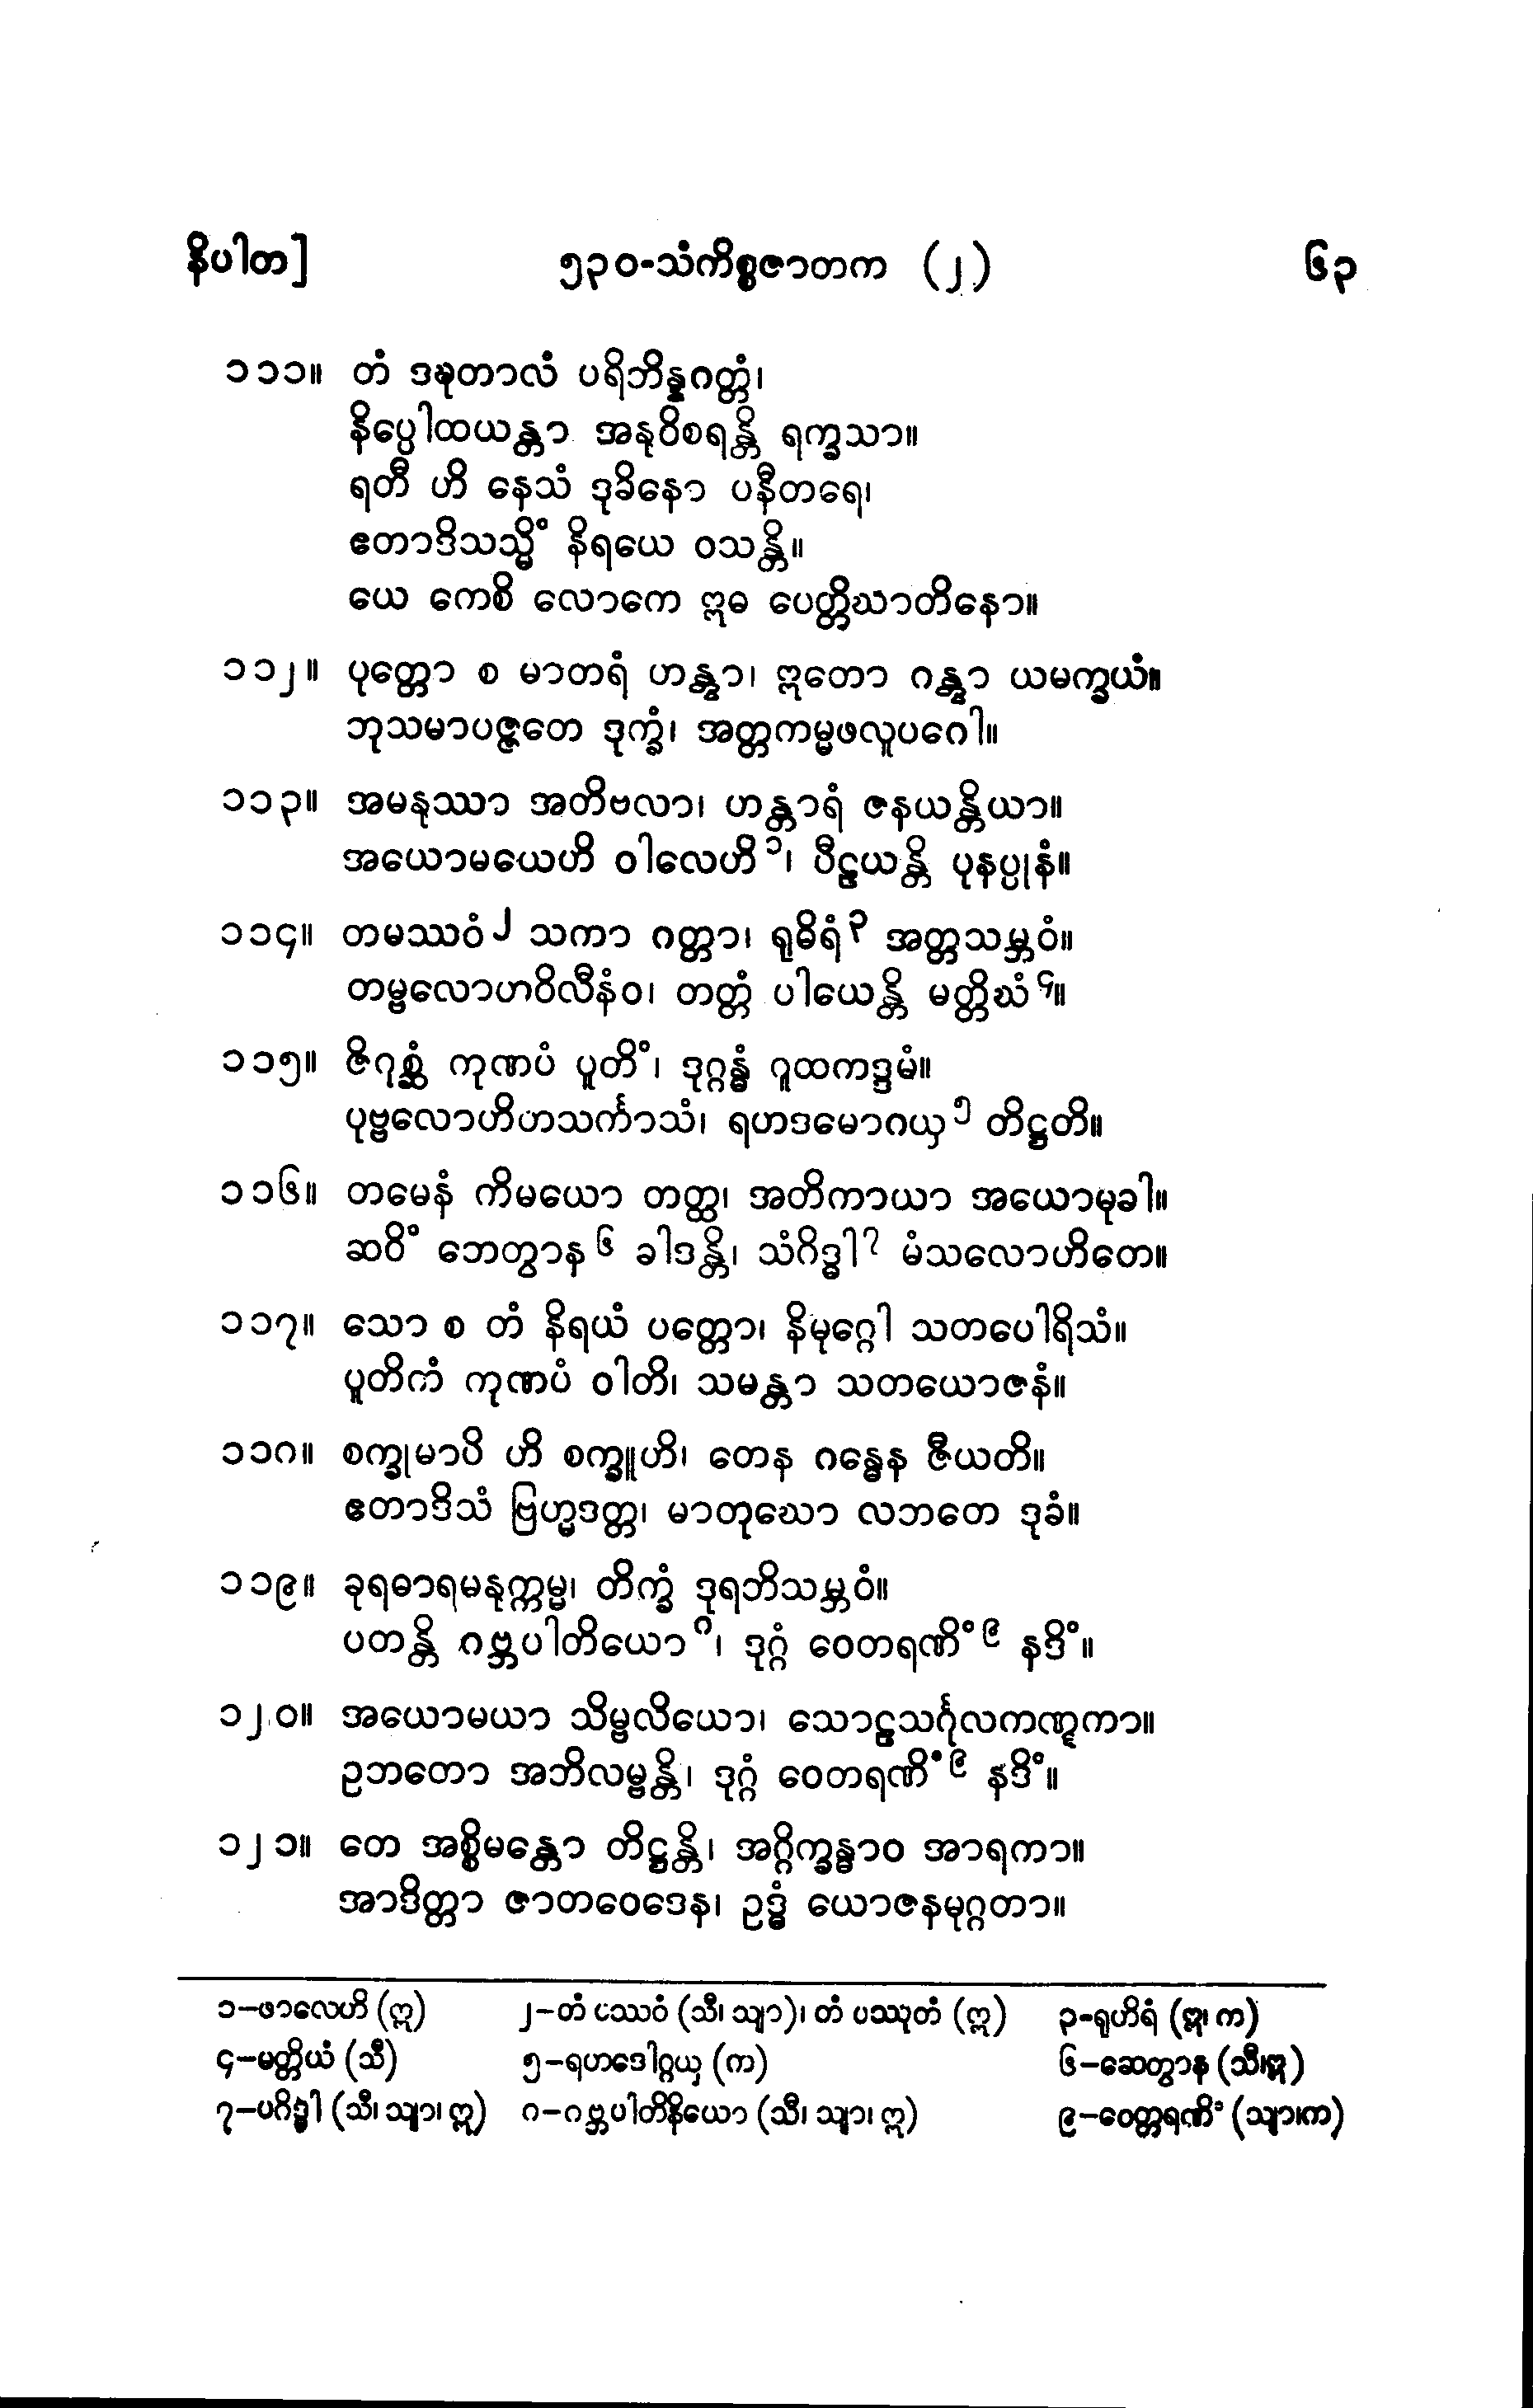 နိပါတ]
၅၃၀-သံကိစ္စဇာတက (၂)
၆၃
၁၁၁။ တံ ဒဍ္ဎတာလံ ပရိဘိန္နဂတ္တံ၊
နိပ္ပေါထယန္တာ အနုဝိစရန္တိ ရက္ခသာ။
ရတီ ဟိ နေသံ ဒုခိနော ပနီတရေ၊
ဧတာဒိသသ္မိံ နိရယေ ဝသန္တိ။
ယေ ကေစိ လောကေ ဣဓ ပေတ္တိဃာတိနော။
၁၁၂။ ပုတ္တော စ မာတရံ ဟန္တွာ၊ ဣတော ဂန္တွာ ယမက္ခယံ။
ဘုသမာပဇ္ဇတေ ဒုက္ခံ၊ အတ္တကမ္မဖလူပဂေါ။
၁၁၃။ အမနုဿာ အတိဗလာ၊ ဟန္တာရံ ဇနယန္တိယာ။
အယောမယေဟိ ဝါလေဟိ ၁၊ ပီဠယန္တိ ပုနပ္ပုနံ။
၁၁၄။ တမဿဝံ ၂ သကာ ဂတ္တာ၊ ရုဓိရံ ၃ အတ္တသမ္ဘဝံ။
တမ္ဗလောဟဝိလီနံဝ၊ တတ္တံ ပါယေန္တိ မတ္တိဃံ ၄။
၁၁၅။ ဇိဂုစ္ဆံ ကုဏပံ ပူတိံ၊ ဒုဂ္ဂန္ဓံ ဂူထကဒ္ဒမံ။
ပုဗ္ဗလောဟိတသင်္ကာသံ၊ ရဟဒမောဂယှ ၅ တိဋ္ဌတိ။
၁၁၆။ တမေနံ ကိမယော တတ္ထ၊ အတိကာယာ အယောမုခါ။
ဆဝိံ ဘေတွာန ၆ ခါဒန္တိ၊ သံဂိဒ္ဓါ ၇ မံသလောဟိတေ။
၁၁၇။ သော စ တံ နိရယံ ပတ္တော၊ နိမုဂ္ဂေါ သတပေါရိသံ။
ပူတိကံ ကုဏပံ ဝါတိ၊ သမန္တာ သတယောဇနံ။
၁၁၈။ စက္ခုမာပိ ဟိ စက္ခူဟိ၊ တေန ဂန္ဓေန ဇီယတိ။
ဧတာဒိသံ ဗြဟ္မဒတ္တ၊ မာတုဃော လဘတေ ဒုခံ။
၁၁၉။ ခုရဓာရမနုက္ကမ္မ၊ တိက္ခံ ဒုရဘိသမ္ဘဝံ။
ပတန္တိ ဂဗ္ဘပါတိယော ၈၊ ဒုဂ္ဂံ ဝေတရဏိံ ၉ နဒိံ။
၁၂၀။ အယောမယာ သိမ္ဗလိယော၊ သောဠသင်္ဂုလကဏ္ဋကာ။
ဥဘတော အဘိလမ္ဗန္တိ၊ ဒုဂ္ဂံ ဝေတရဏိံ ၉ နဒိံ။
၁၂၁။ တေ အစ္စိမန္တော တိဋ္ဌန္တိ၊ အဂ္ဂိက္ခန္ဓာဝ အာရကာ။
အာဒိတ္တာ ဇာတဝေဒေန၊ ဥဒ္ဓံ ယောဇနမုဂ္ဂတာ။
၁–ဖာလေဟိ (ဣ) ၂–တံ ပဿဝံ (သီ၊ သျာ)၊ တံ ပဿုတံ (ဣ) ၃–ရုဟိရံ (ဣ၊ က)
၄–မတ္တိယံ (သီ) ၅–ရဟဒေါဂ္ဂယှ (က) ၆–ဆေတွာန (သီ၊ဣ)
၇–ပဂိဒ္ဓါ (သီ၊ သျာ၊ ဣ) ၈–ဂဗ္ဘပါတိနိယော (သီ၊ သျာ၊ ဣ) ၉–ဝေတ္တရဏိံ (သျာ၊က)